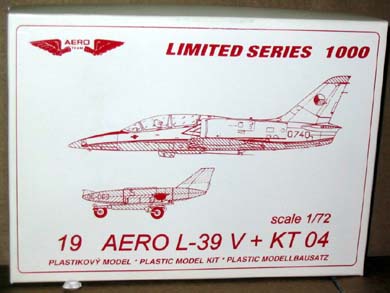 AERO
TEAM
LIMITED SERIES 1000
0740
scale 1/72
19 AERO L-39 V + KT 04
PLASTIKOVÝ MODEL · PLASTIC MODEL KIT · PLASTIC MODELLBAUSATZ